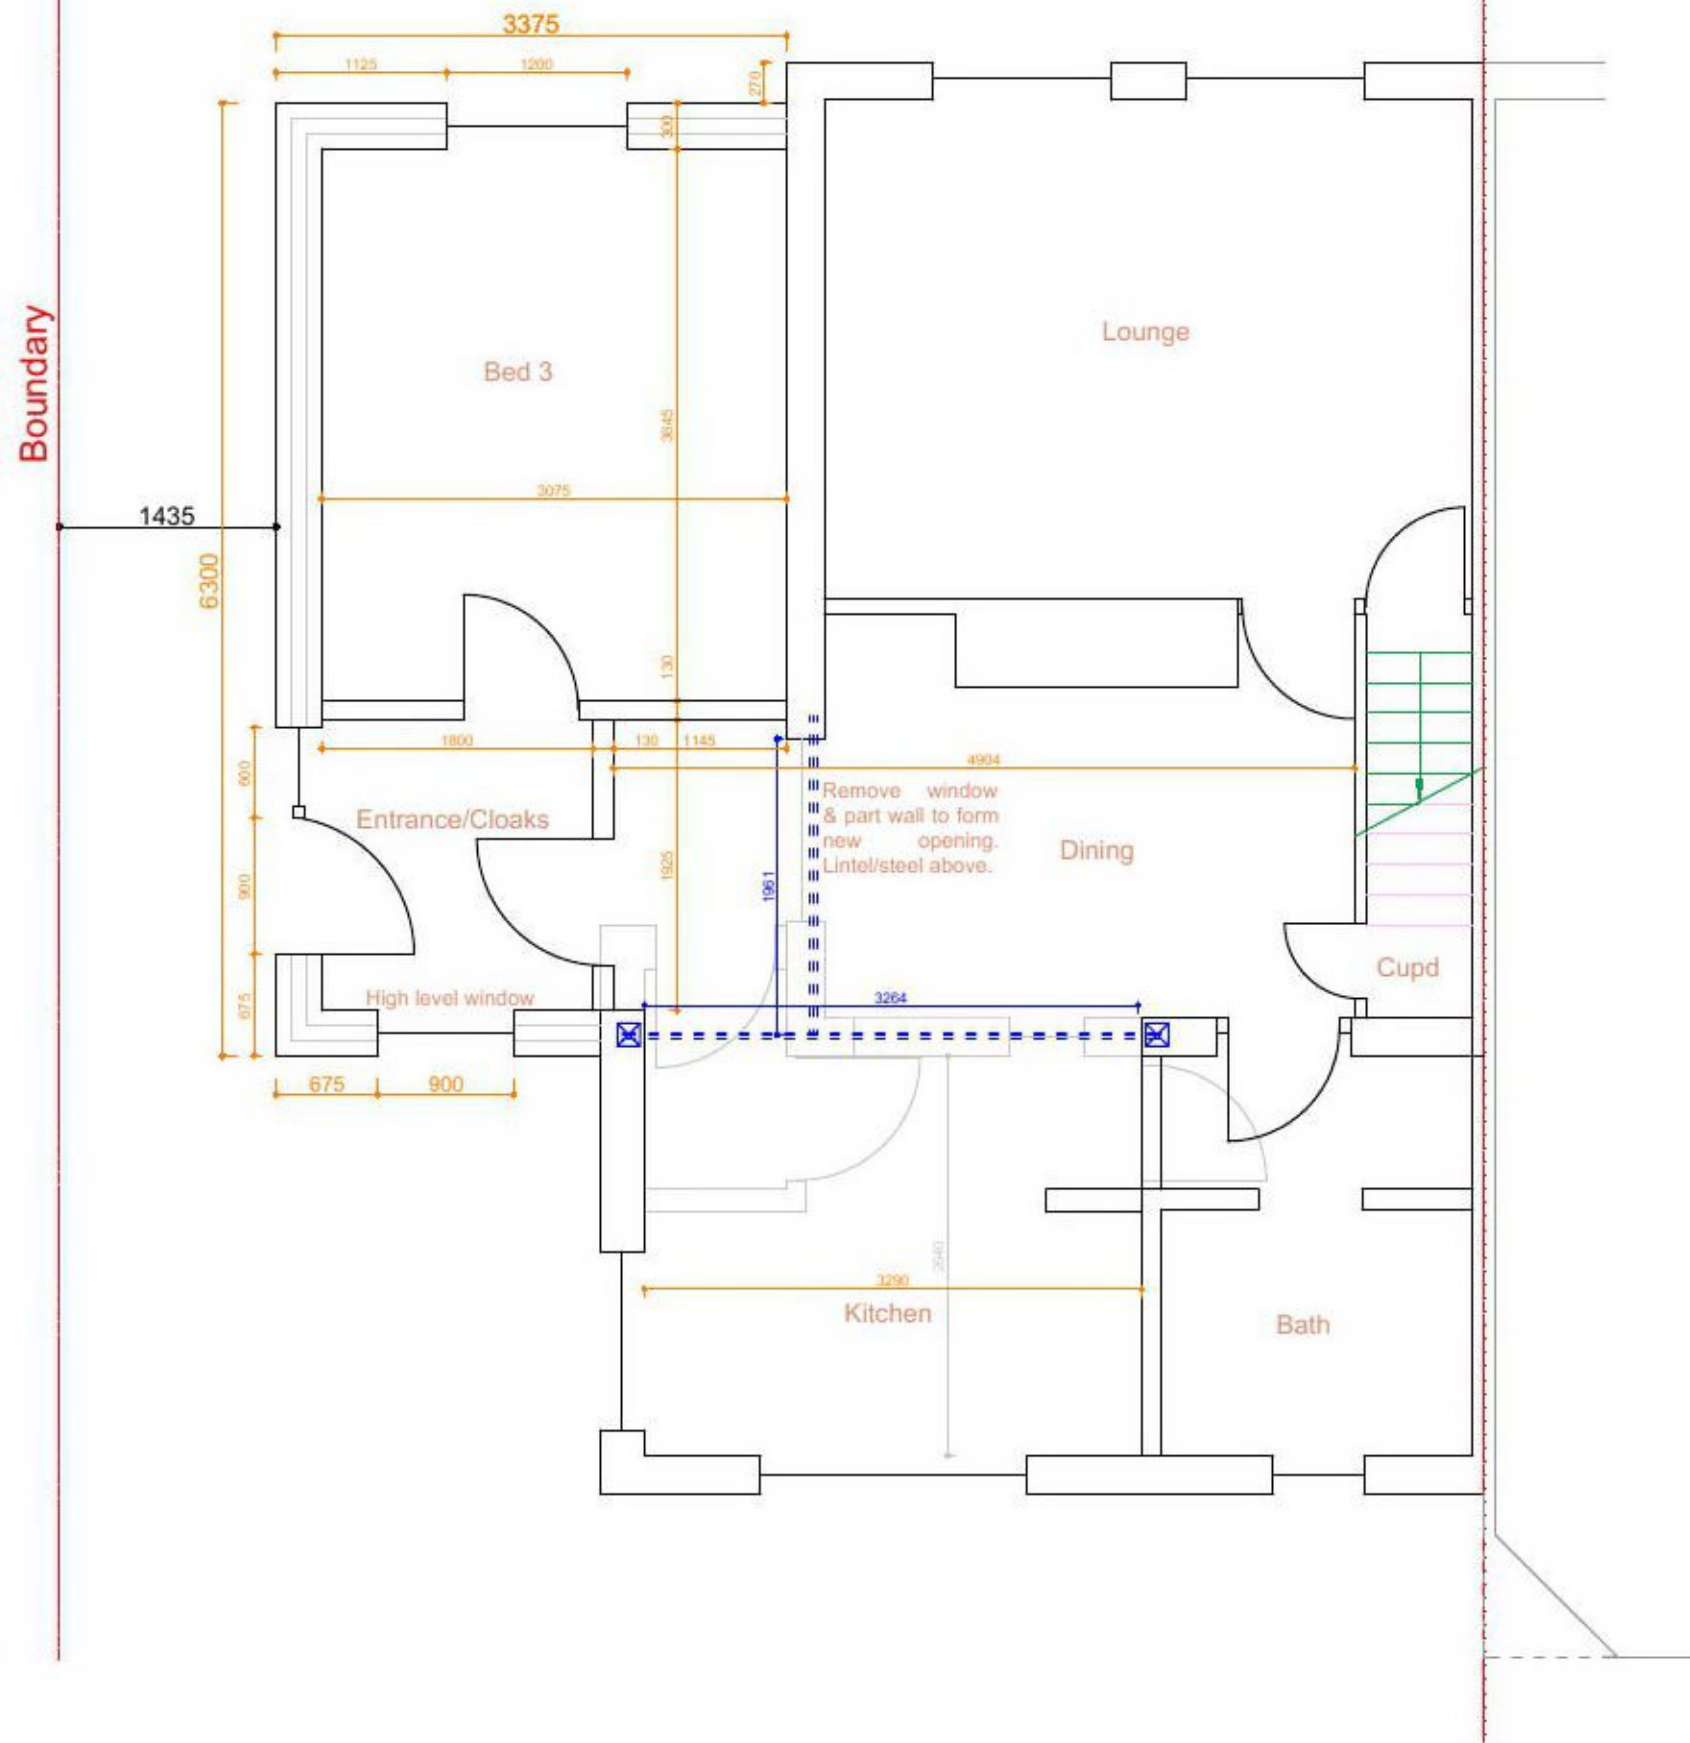 3375
1125
1200
270
300
Boundary
Lounge
Bed 3
3645
3075
1435
6300
130
1800
130
1145
4904
600
Remove window
& part wall to form
new opening.
Lintel/steel above.
Entrance/Cloaks
Dining
1925
1961
900
Cupd
High level window
3264
675
675
900
2640
3290
Kitchen
Bath